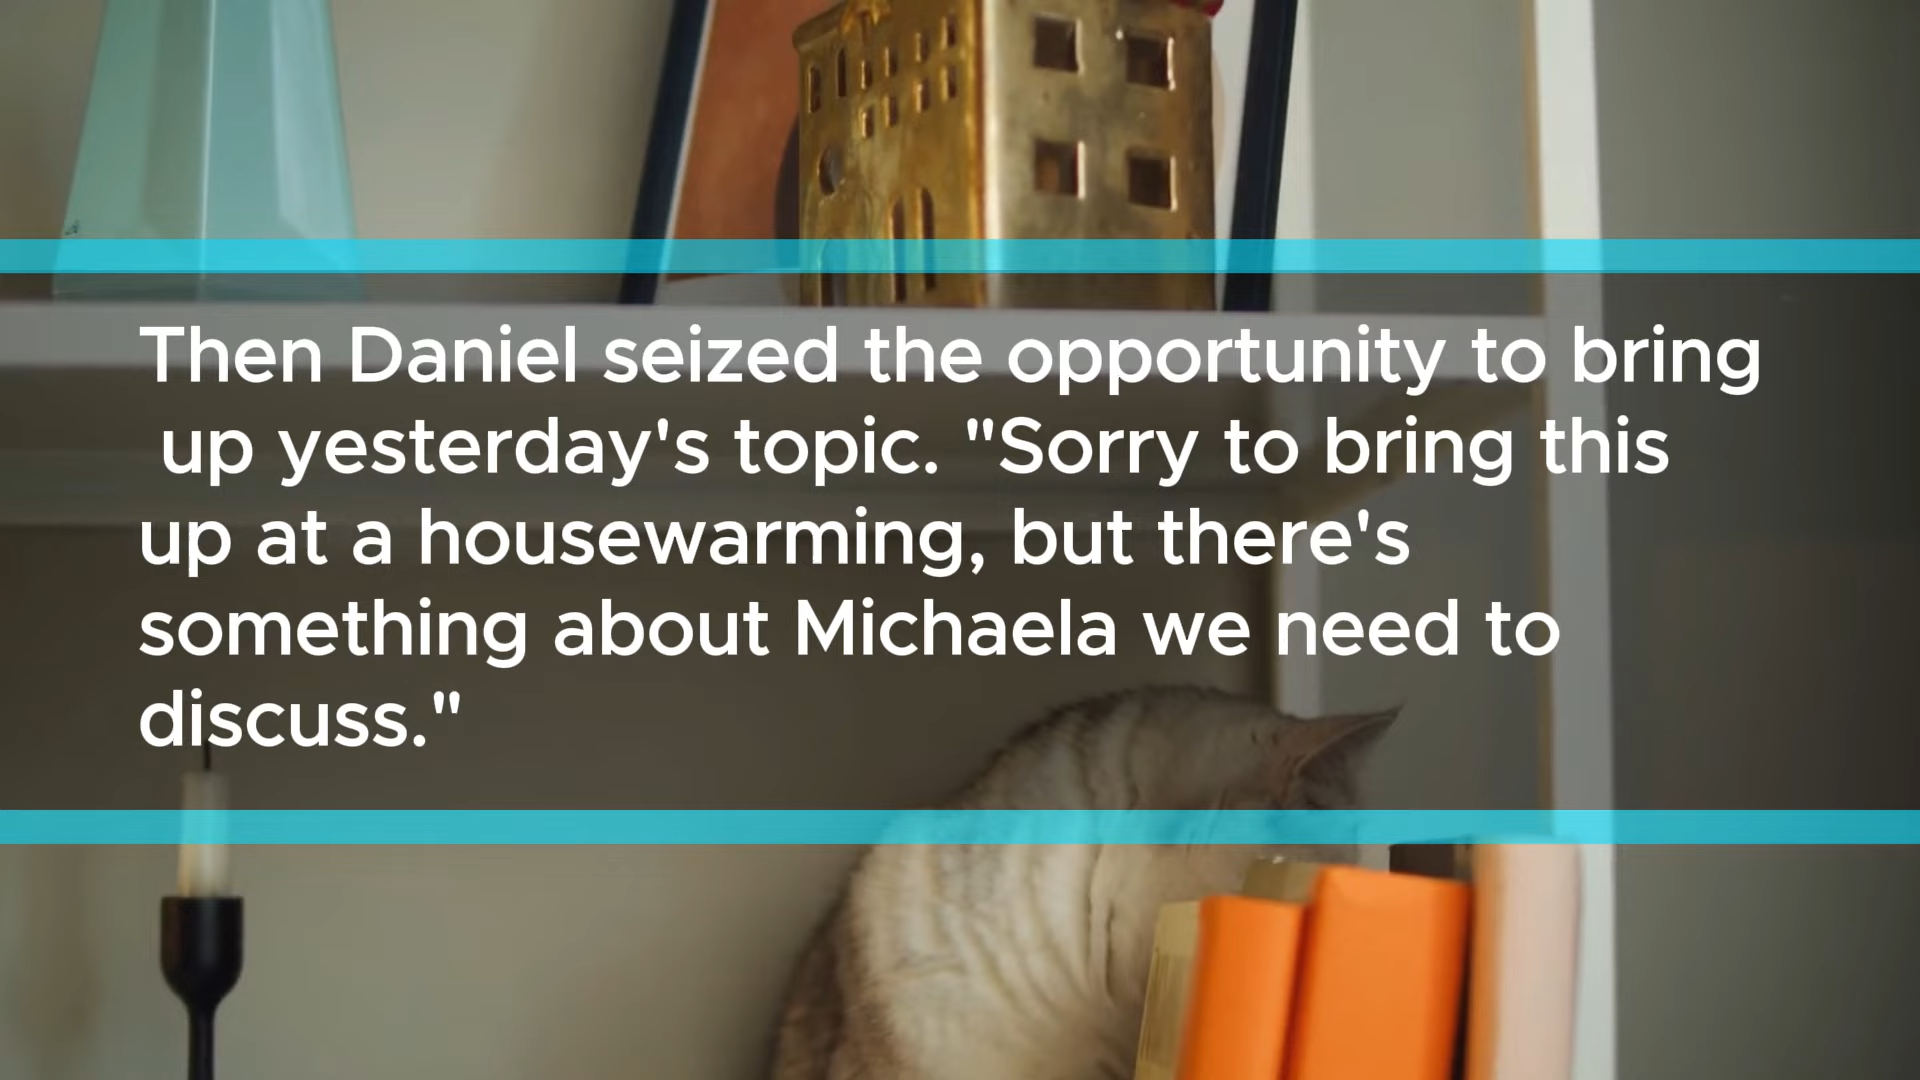 Then Daniel seized the opportunity to bring
up yesterday's topic. "Sorry to bring this
up at a housewarming, but there's
something about Michaela we need to
discuss."